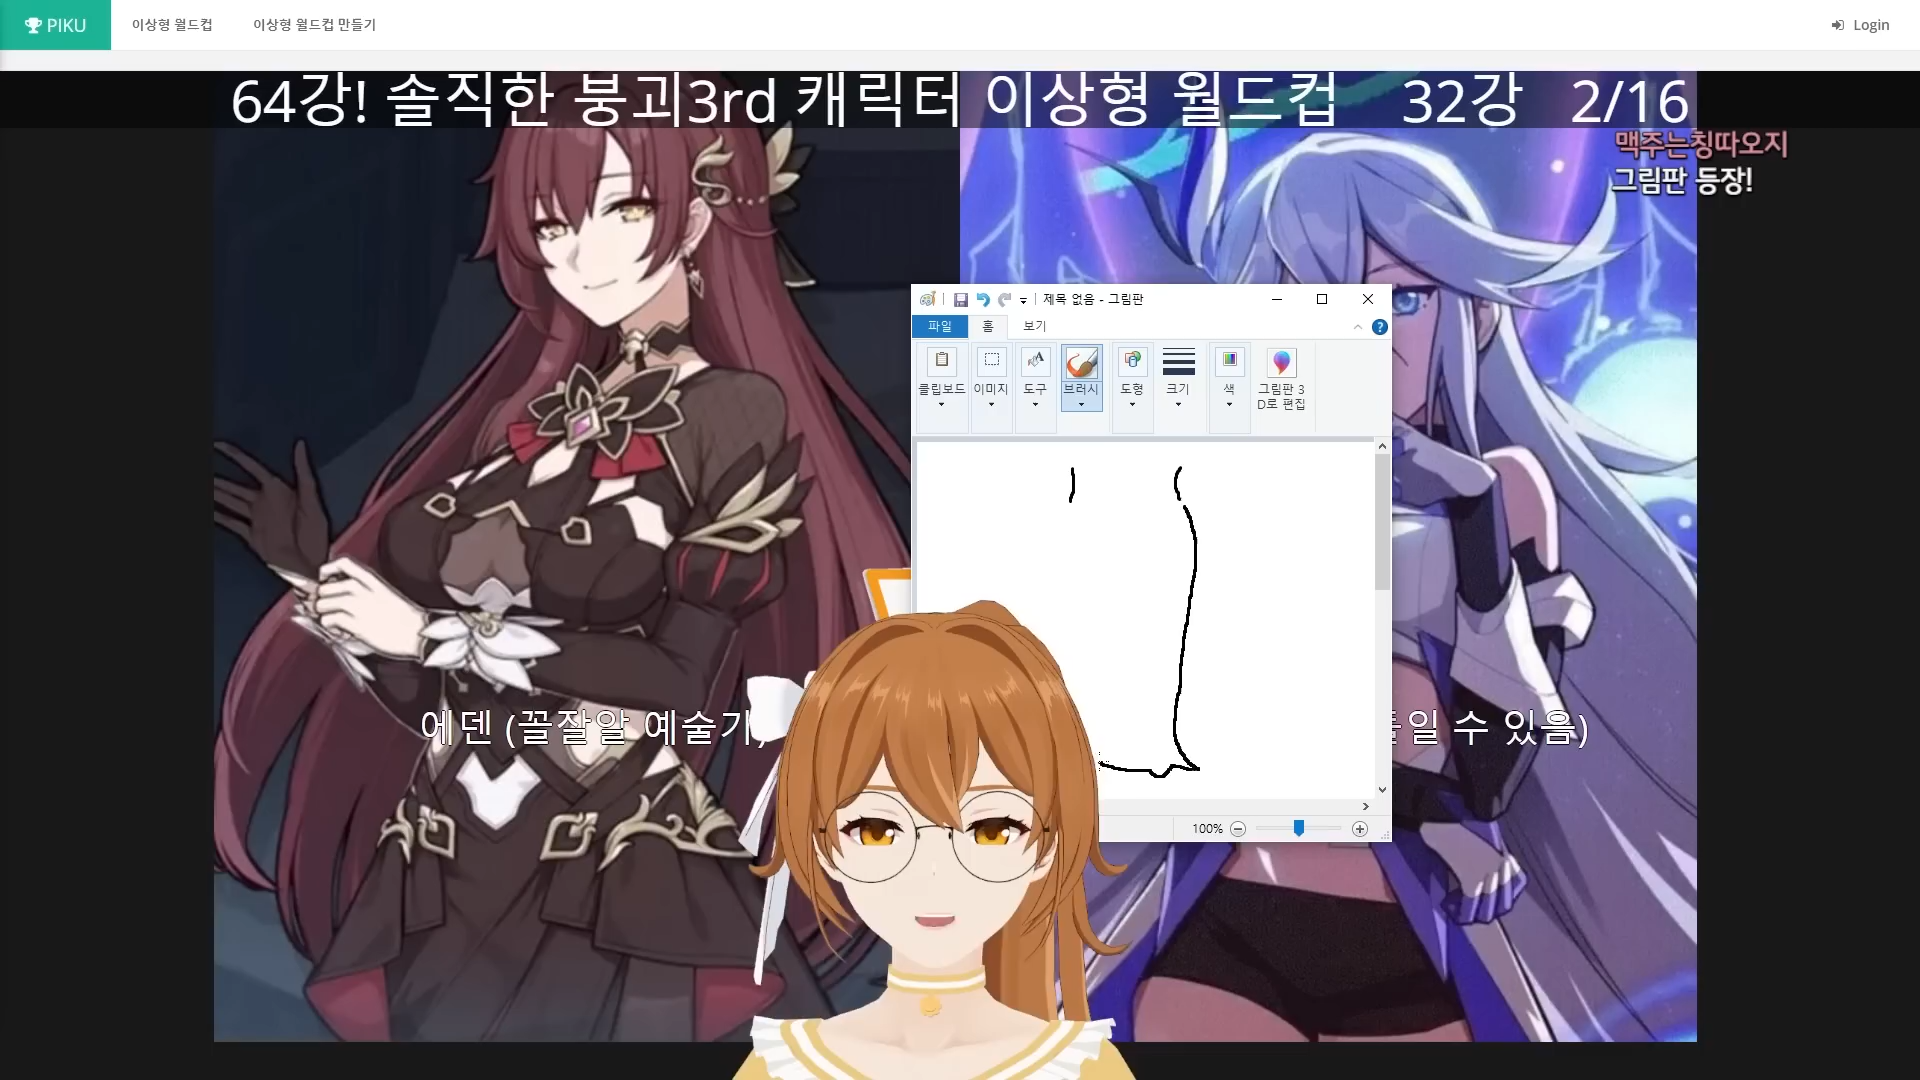 PIKU 이상형 월드컵 이상형 월드컵 만들기 Login
64강! 솔직한 붕괴3rd 캐릭터 이상형 월드컵 32강 2/16
맥주는칭따오지
그림판 등장!
제목 없음 - 그림판
파일 홈 보기
클립보드 이미지 도구 브러시 도형 크기 색 그림판 3
D로 편집
에덴 (꼴잘알 예술가)
일 수 있음)
100%